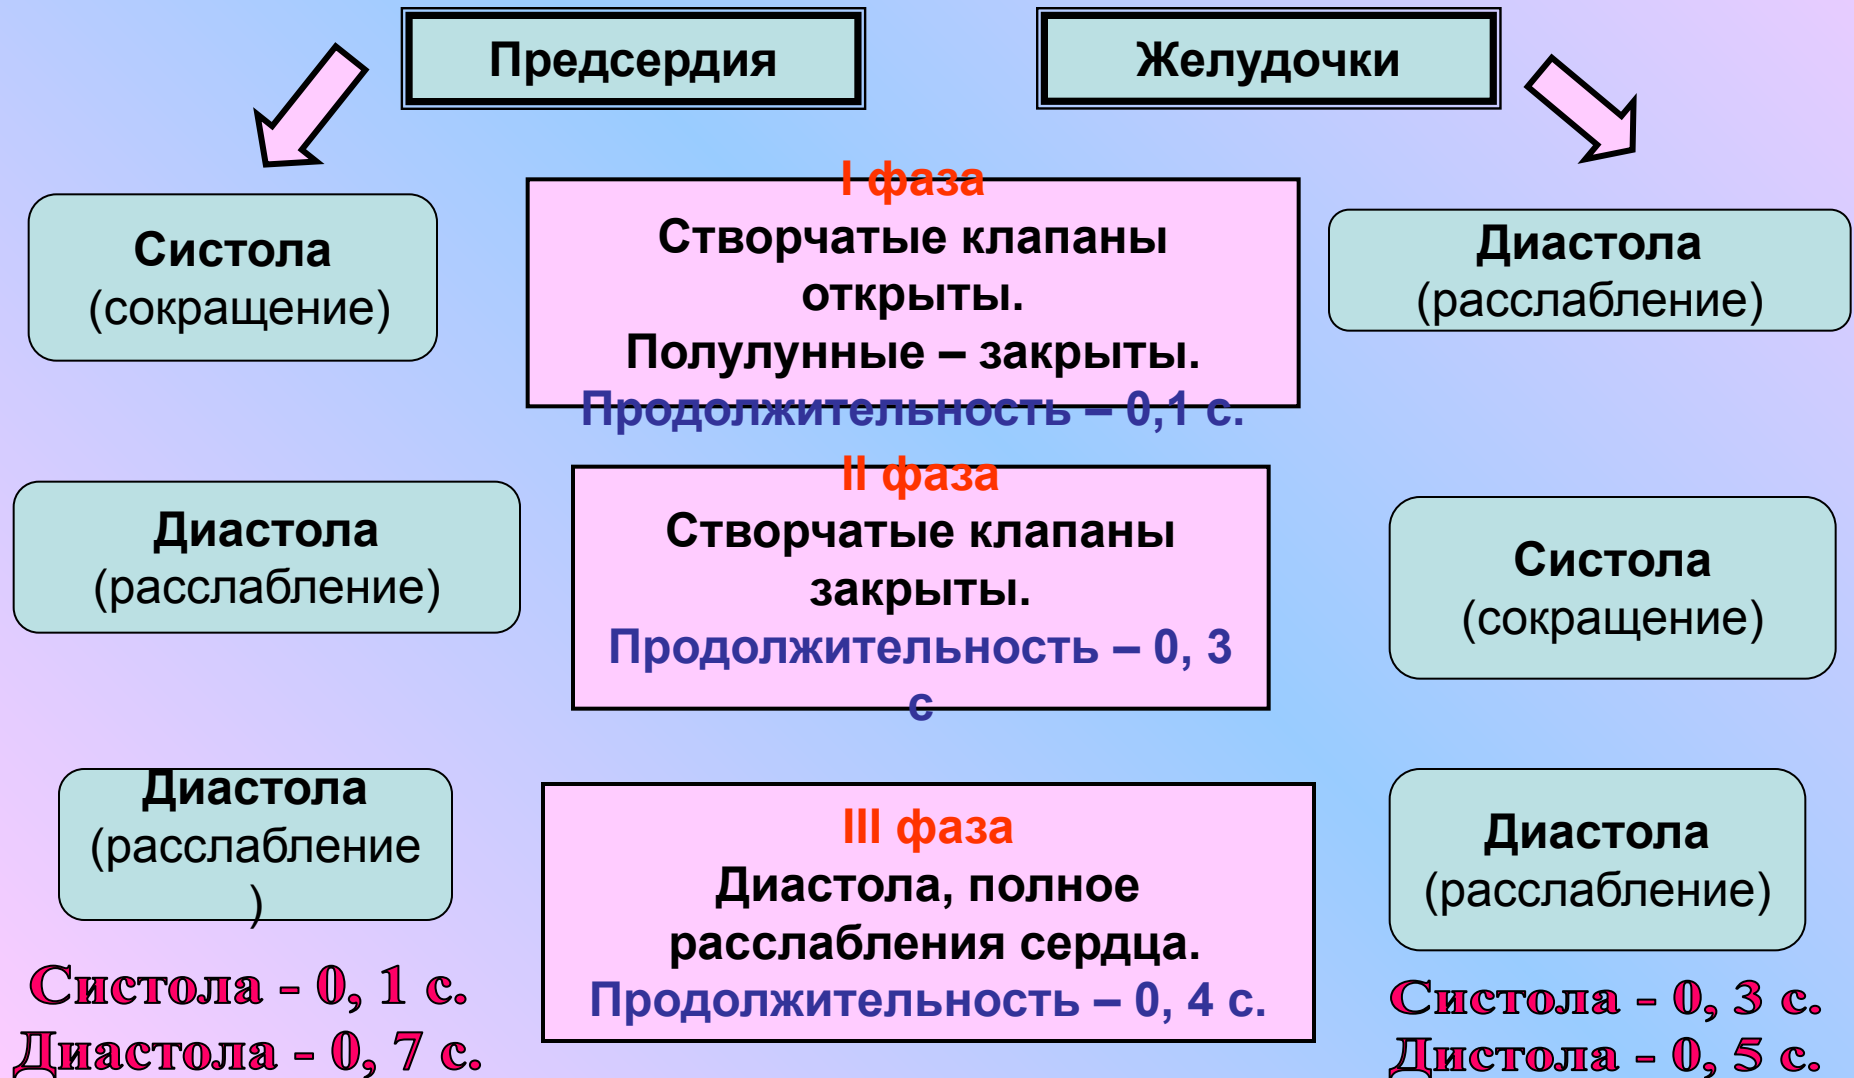 Предсердия
Желудочки
Систола
(сокращение)
I фаза
Створчатые клапаны
открыты.
Полулунные – закрыты.
Продолжительность – 0,1 с.
Диастола
(расслабление)
Диастола
(расслабление)
II фаза
Створчатые клапаны
закрыты.
Продолжительность – 0, 3
с
Систола
(сокращение)
Диастола
(расслабление
)
III фаза
Диастола, полное
расслабления сердца.
Продолжительность – 0, 4 с.
Диастола
(расслабление)
Систола - 0, 1 с.
Диастола - 0, 7 с.
Систола - 0, 3 с.
Дистола - 0, 5 с.